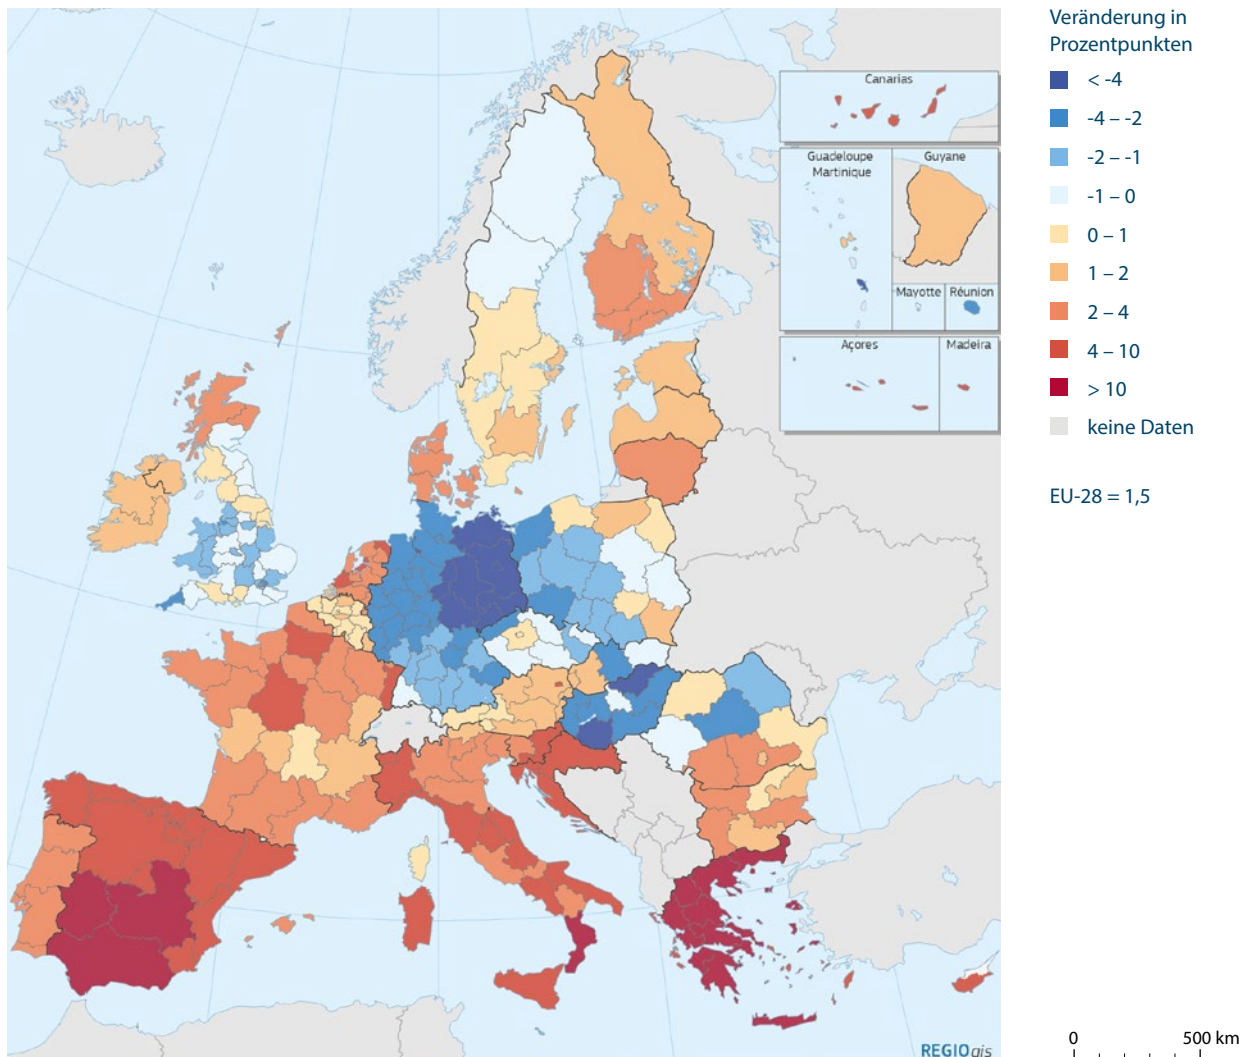 Veränderung in
Prozentpunkten
< -4
-4 – -2
-2 – -1
-1 – 0
0 – 1
1 – 2
2 – 4
4 – 10
> 10
keine Daten
EU-28 = 1,5
Canarias
Guadeloupe
Martinique
Guyane
Mayotte
Réunion
Açores
Madeira
REGIOgis
0
500 km